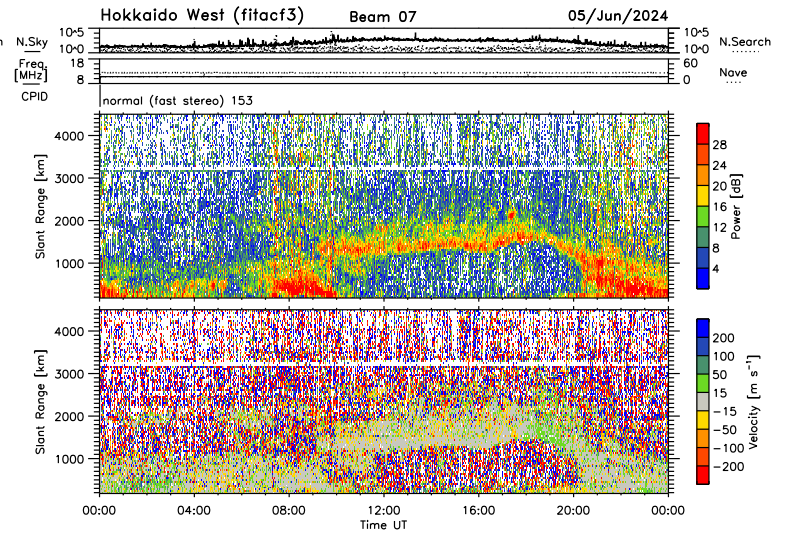 Hokkaido West (fitacf3) Beam 07 05/Jun/2024
N.Sky 10^5 10^0 10^5 10^0 N.Search
Freq. [MHz] 18 8 60 0 Nave
CPID normal (fast stereo) 153
Slant Range [km] 4000 3000 2000 1000
Power [dB] 28 24 20 16 12 8 4
Slant Range [km] 4000 3000 2000 1000
Velocity [m s⁻¹] 200 100 50 15 -15 -50 -100 -200
00:00 04:00 08:00 12:00 16:00 20:00 00:00
Time UT